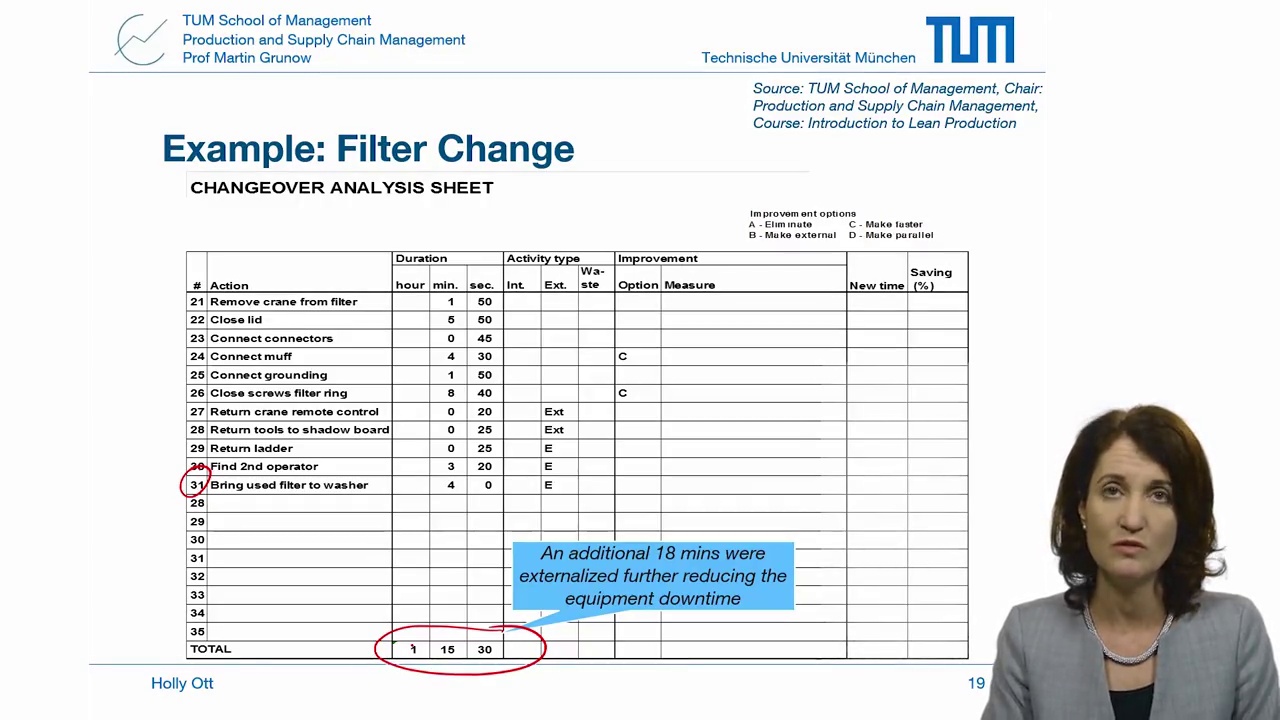 TUM School of Management
Production and Supply Chain Management
Prof Martin Grunow
Technische Universität München
TUM
Source: TUM School of Management, Chair:
Production and Supply Chain Management,
Course: Introduction to Lean Production
Example: Filter Change
CHANGEOVER ANALYSIS SHEET
Improvement options
A - Eliminate C - Make faster
B - Make external D - Make parallel
Duration Activity type Improvement
# Action hour min. sec. Int. Ext. Wa-ste Option Measure New time Saving (%)
21 Remove crane from filter 1 50
22 Close lid 5 50
23 Connect connectors 0 45
24 Connect muff 4 30 C
25 Connect grounding 1 50
26 Close screws filter ring 8 40 C
27 Return crane remote control 0 20 Ext
28 Return tools to shadow board 0 25 Ext
29 Return ladder 0 25 E
30 Find 2nd operator 3 20 E
31 Bring used filter to washer 4 0 E
28
29
30
31
32
33
34
35
TOTAL 1 15 30
An additional 18 mins were
externalized further reducing the
equipment downtime
Holly Ott 19